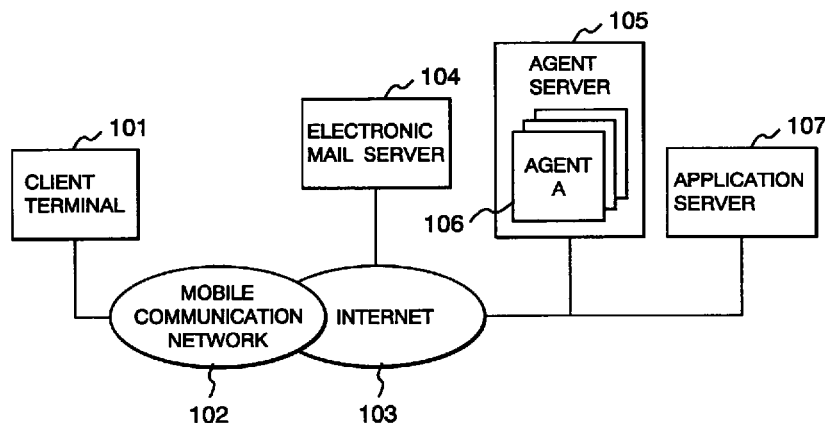 105
104
AGENT
SERVER
101
ELECTRONIC
MAIL SERVER
107
CLIENT
TERMINAL
AGENT
A
APPLICATION
SERVER
106
MOBILE
COMMUNICATION
NETWORK
INTERNET
102
103